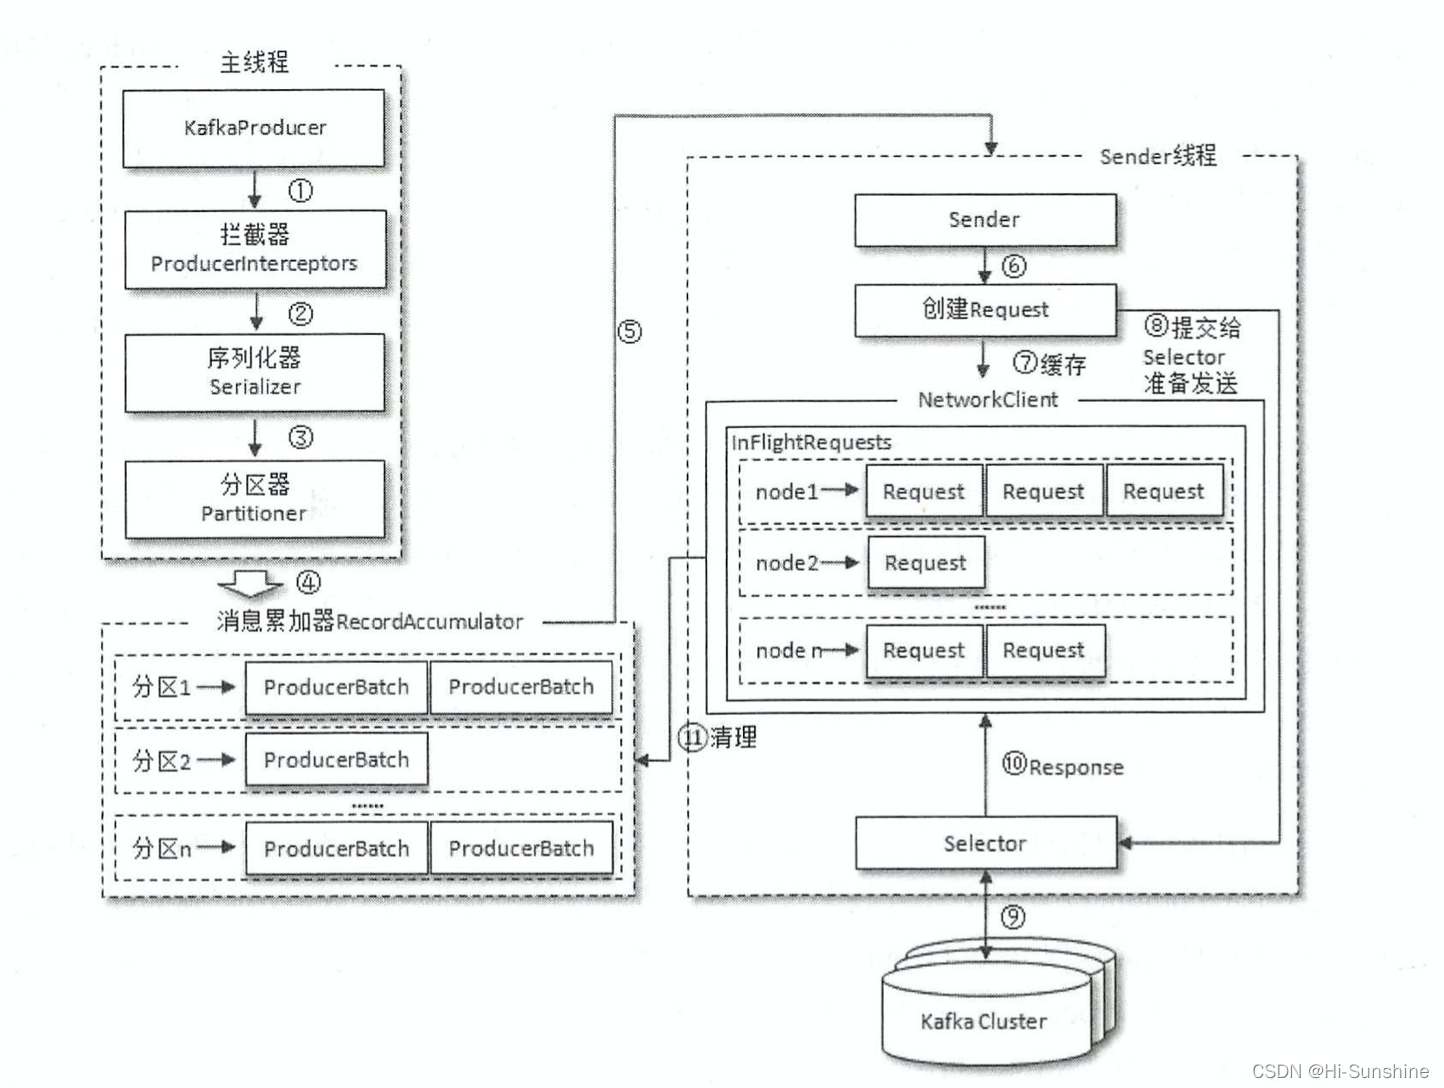 主线程
KafkaProducer
①
拦截器
ProducerInterceptors
②
序列化器
Serializer
③
分区器
Partitioner
④
消息累加器RecordAccumulator
分区1
ProducerBatch
ProducerBatch
分区2
ProducerBatch
......
分区n
ProducerBatch
ProducerBatch
⑤
Sender线程
Sender
⑥
创建Request
⑦缓存
⑧提交给
Selector
准备发送
NetworkClient
InFlightRequests
node1
Request
Request
Request
node2
Request
......
node n
Request
Request
⑪清理
⑩Response
Selector
⑨
Kafka Cluster
CSDN @Hi-Sunshine